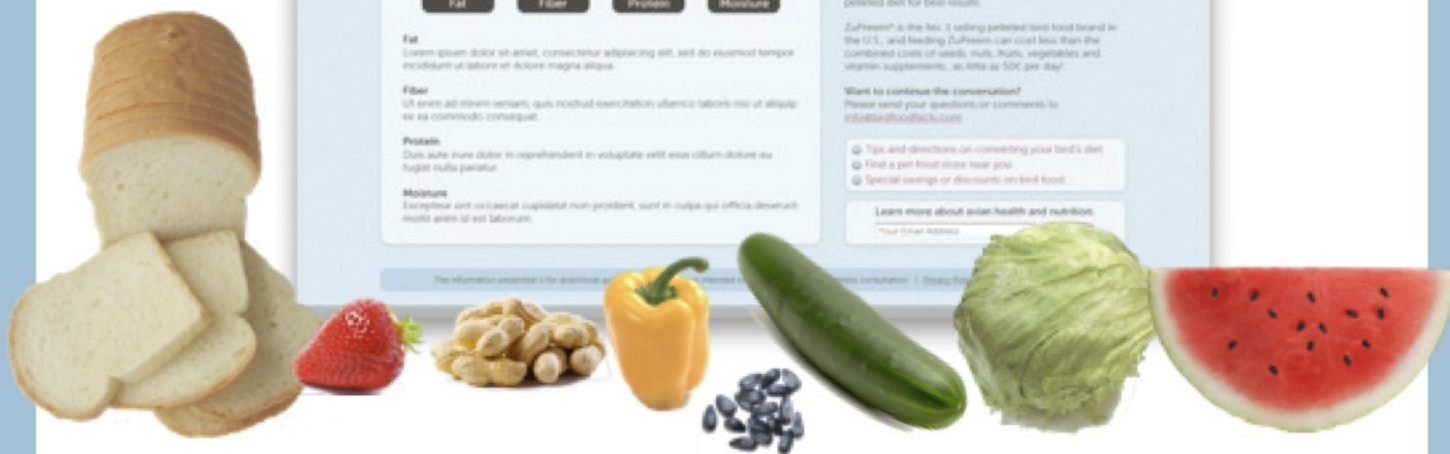 Fat Fiber Protein Moisture
Fat
Lorem ipsum dolor sit amet, consectetur adipisicing elit, sed do eiusmod tempor
incididunt ut labore et dolore magna aliqua.
Fiber
Ut enim ad minim veniam, quis nostrud exercitation ullamco laboris nisi ut aliquip
ex ea commodo consequat.
Protein
Duis aute irure dolor in reprehenderit in voluptate velit esse cillum dolore eu
fugiat nulla pariatur.
Moisture
Excepteur sint occaecat cupidatat non proident, sunt in culpa qui officia deserunt
mollit anim id est laborum.
The information presented is for directional
intended
consultation. | Privacy
pelleted diet for best results.
ZuPreem® is the No. 1 selling pelleted bird food brand in
the U.S., and feeding ZuPreem can cost less than the
combined costs of seeds, nuts, fruits, vegetables and
vitamin supplements...as little as 50¢ per day!
Want to continue the conversation?
Please send your questions or comments to
info@birdfoodfacts.com
Tips and directions on converting your bird's diet.
Find a pet food store near you.
Special savings or discounts on bird food.
Learn more about avian health and nutrition.
*Your Email Address